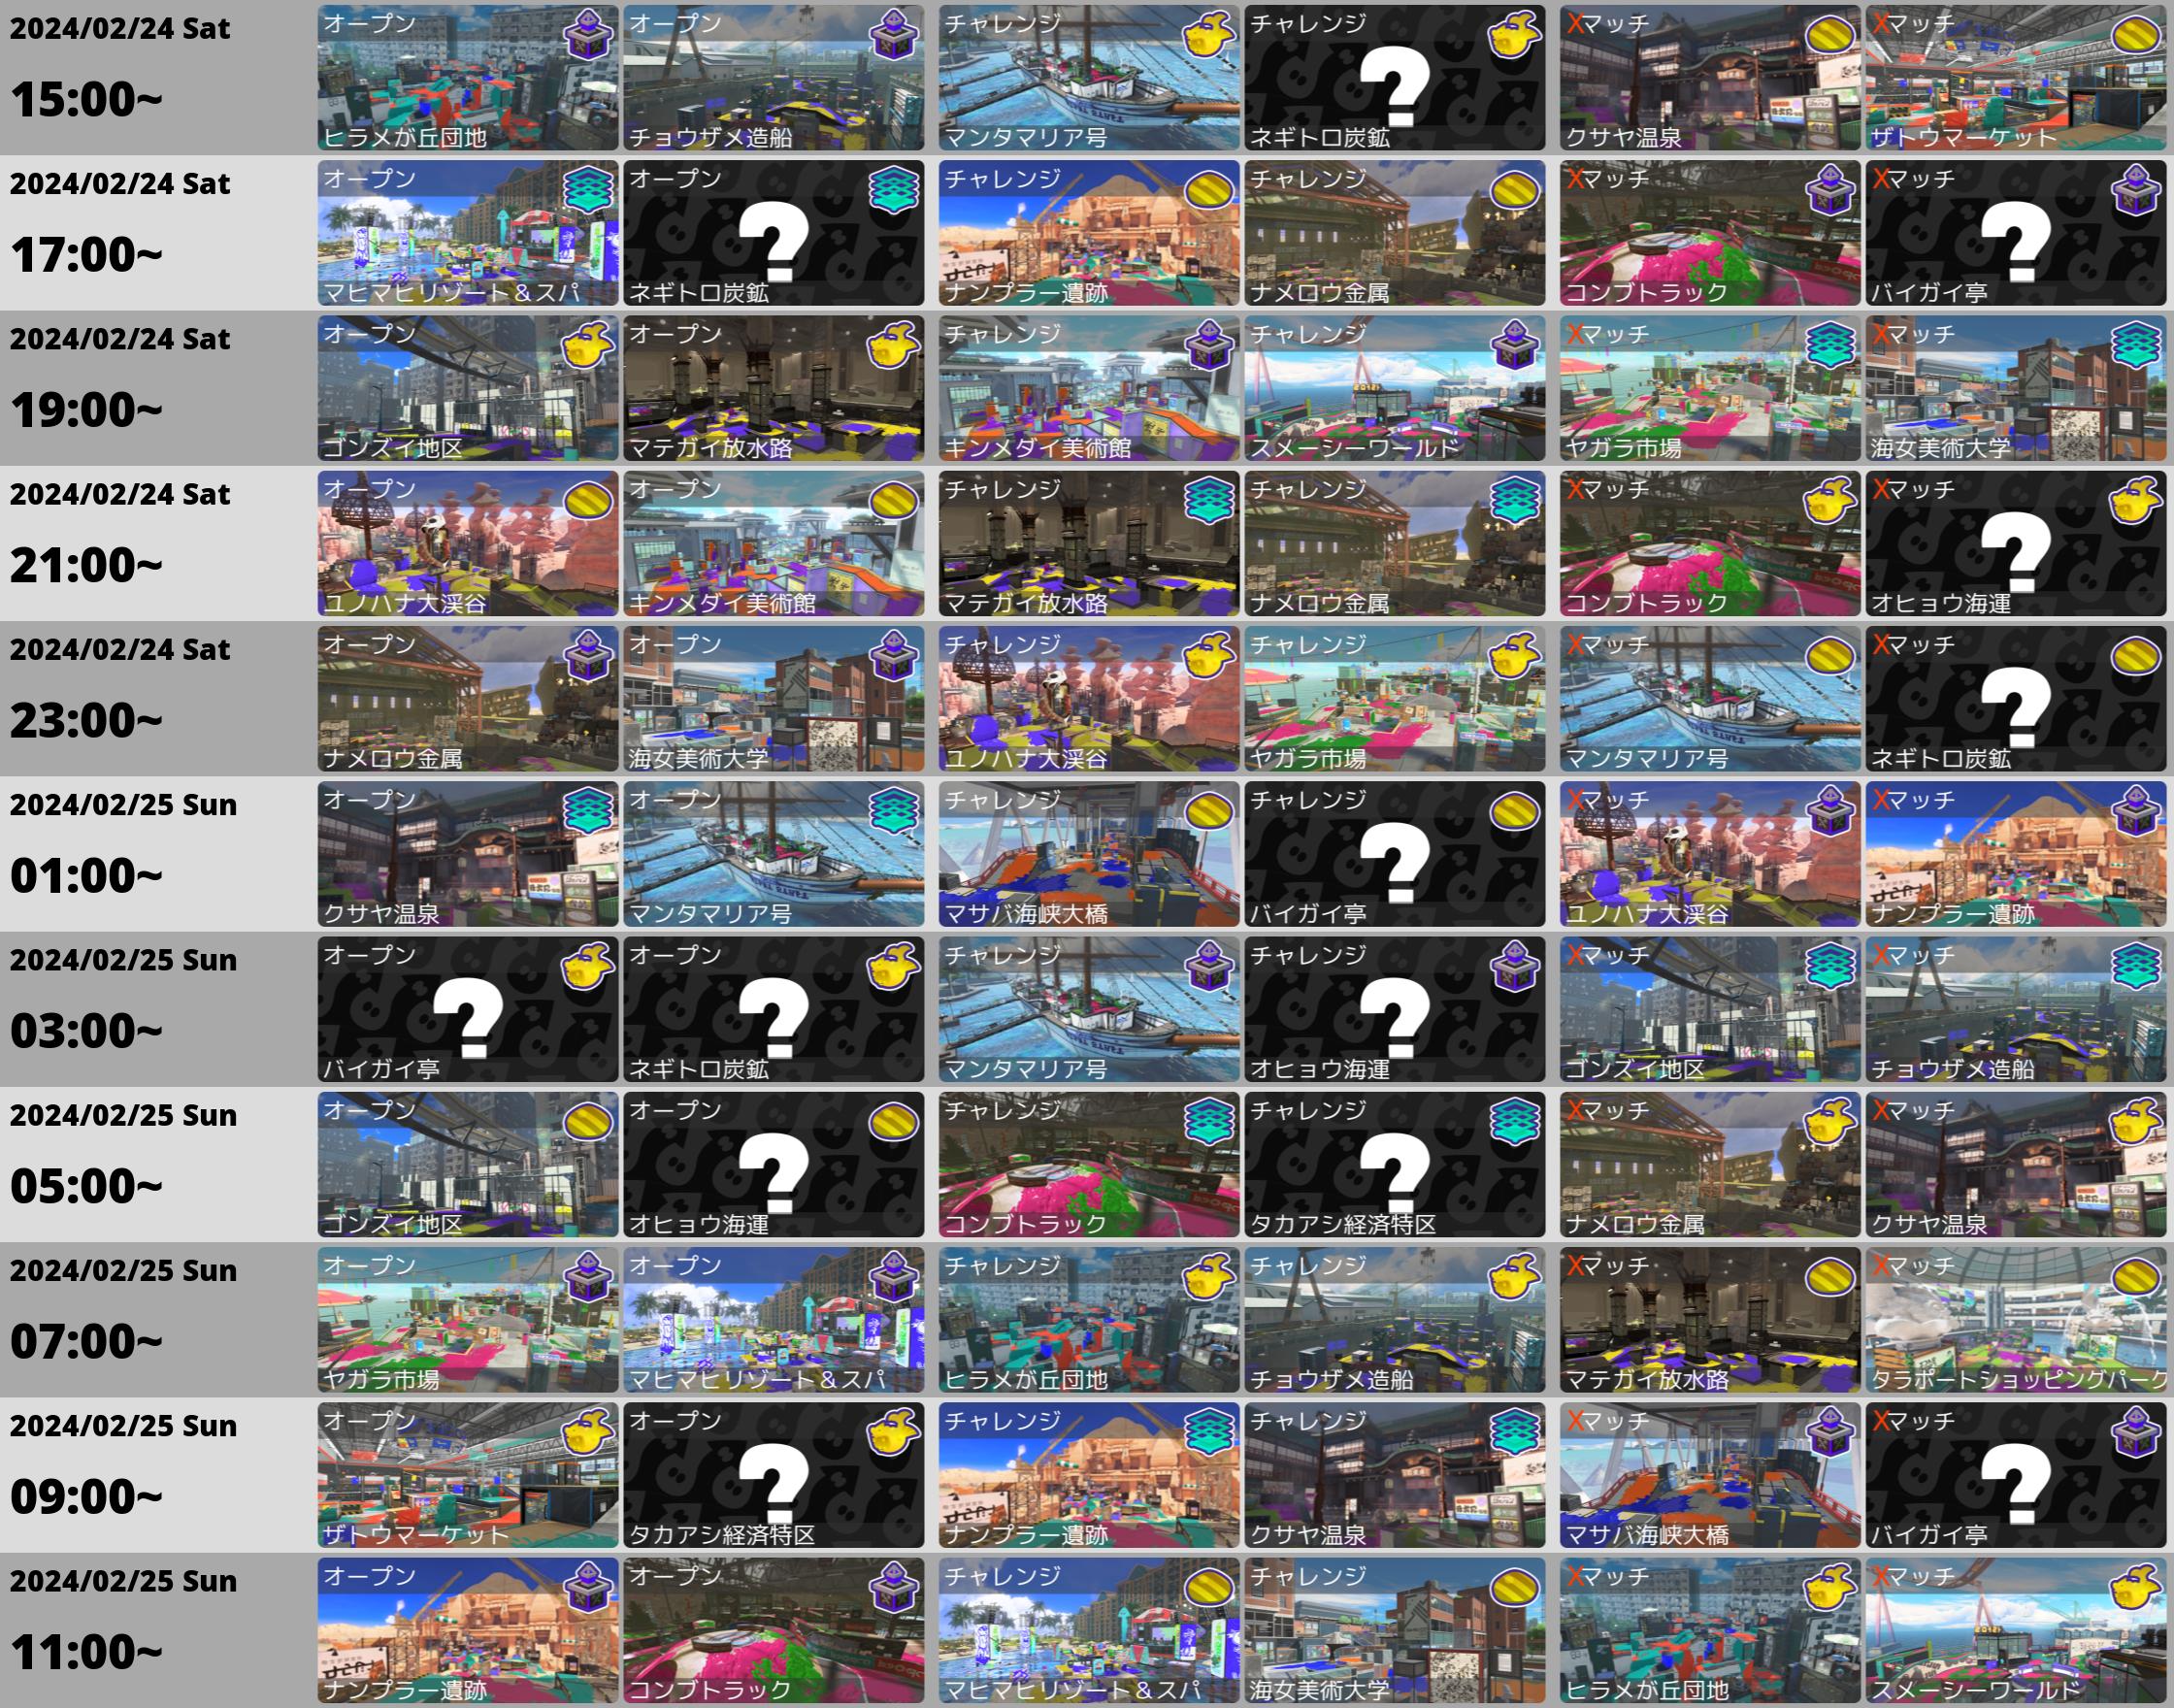 2024/02/24 Sat
15:00~
オープン
ヒラメが丘団地
オープン
チョウザメ造船
チャレンジ
マンタマリア号
チャレンジ
ネギトロ炭鉱
Xマッチ
クサヤ温泉
Xマッチ
ザトウマーケット
2024/02/24 Sat
17:00~
オープン
マヒマヒリゾート＆スパ
オープン
ネギトロ炭鉱
チャレンジ
ナンプラー遺跡
チャレンジ
ナメロウ金属
Xマッチ
コンブトラック
Xマッチ
バイガイ亭
2024/02/24 Sat
19:00~
オープン
ゴンズイ地区
オープン
マテガイ放水路
チャレンジ
キンメダイ美術館
チャレンジ
スメーシーワールド
Xマッチ
ヤガラ市場
Xマッチ
海女美術大学
2024/02/24 Sat
21:00~
オープン
ユノハナ大渓谷
オープン
キンメダイ美術館
チャレンジ
マテガイ放水路
チャレンジ
ナメロウ金属
Xマッチ
コンブトラック
Xマッチ
オヒョウ海運
2024/02/24 Sat
23:00~
オープン
ナメロウ金属
オープン
海女美術大学
チャレンジ
ユノハナ大渓谷
チャレンジ
ヤガラ市場
Xマッチ
マンタマリア号
Xマッチ
ネギトロ炭鉱
2024/02/25 Sun
01:00~
オープン
クサヤ温泉
オープン
マンタマリア号
チャレンジ
マサバ海峡大橋
チャレンジ
バイガイ亭
Xマッチ
ユノハナ大渓谷
Xマッチ
ナンプラー遺跡
2024/02/25 Sun
03:00~
オープン
バイガイ亭
オープン
ネギトロ炭鉱
チャレンジ
マンタマリア号
チャレンジ
オヒョウ海運
Xマッチ
ゴンズイ地区
Xマッチ
チョウザメ造船
2024/02/25 Sun
05:00~
オープン
ゴンズイ地区
オープン
オヒョウ海運
チャレンジ
コンブトラック
チャレンジ
タカアシ経済特区
Xマッチ
ナメロウ金属
Xマッチ
クサヤ温泉
2024/02/25 Sun
07:00~
オープン
ヤガラ市場
オープン
マヒマヒリゾート＆スパ
チャレンジ
ヒラメが丘団地
チャレンジ
チョウザメ造船
Xマッチ
マテガイ放水路
Xマッチ
タラポートショッピングパーク
2024/02/25 Sun
09:00~
オープン
ザトウマーケット
オープン
タカアシ経済特区
チャレンジ
ナンプラー遺跡
チャレンジ
クサヤ温泉
Xマッチ
マサバ海峡大橋
Xマッチ
バイガイ亭
2024/02/25 Sun
11:00~
オープン
ナンプラー遺跡
オープン
コンブトラック
チャレンジ
マヒマヒリゾート＆スパ
チャレンジ
海女美術大学
Xマッチ
ヒラメが丘団地
Xマッチ
スメーシーワールド